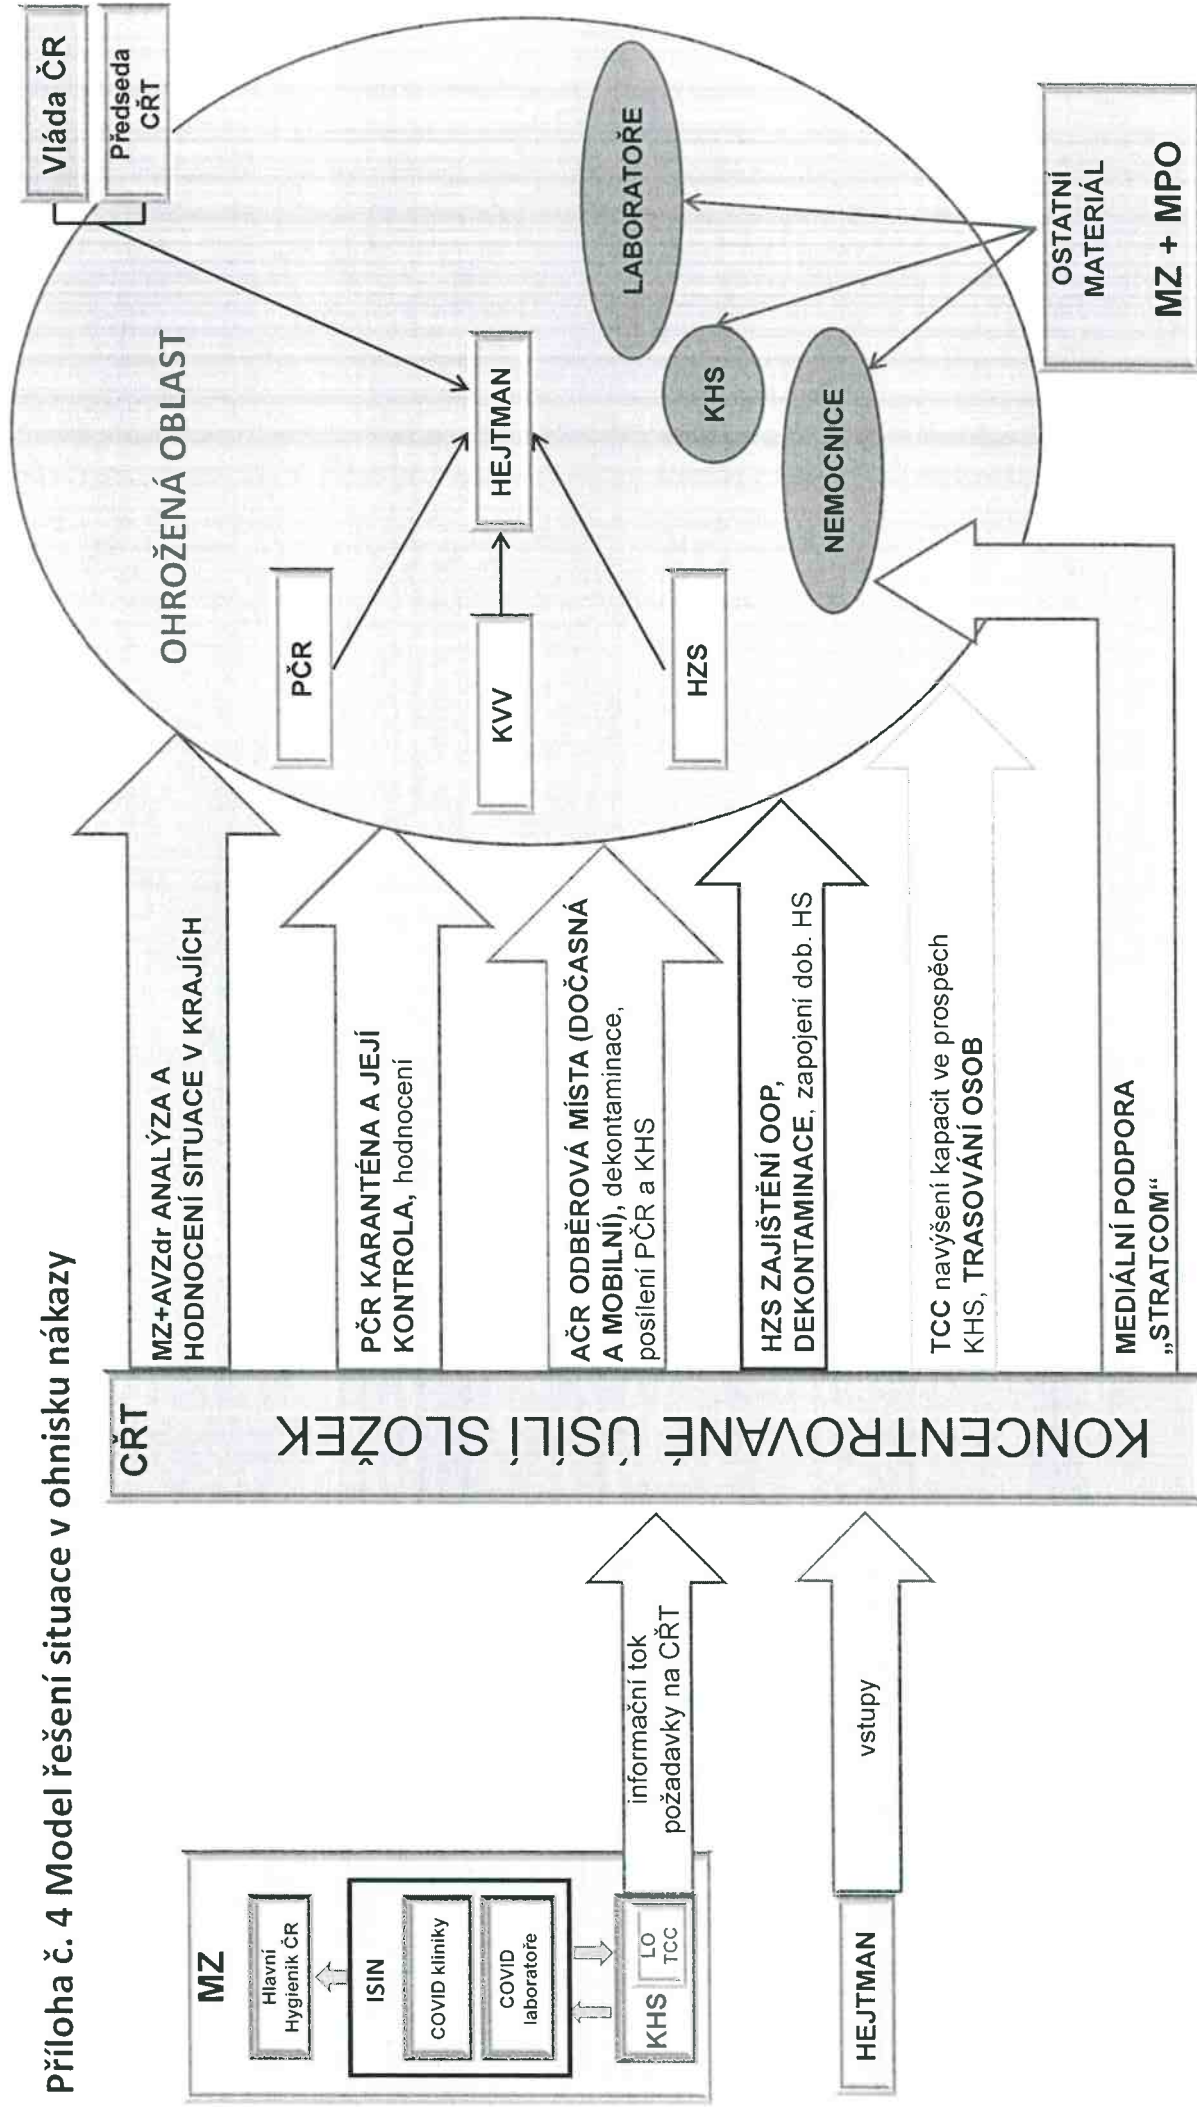 Příloha č. 4 Model řešení situace v ohnisku nákazy
MZ
Hlavní
Hygienik ČR
ISIN
COVID kliniky
COVID
laboratoře
KHS
LO
TCC
HEJTMAN
informační tok
požadavky na CŘT
vstupy
CŘT
KONCENTROVANÉ ÚSILÍ SLOŽEK
MZ+AVZdr ANALÝZA A
HODNOCENÍ SITUACE V KRAJÍCH
PČR KARANTÉNA A JEJÍ
KONTROLA, hodnocení
AČR ODBĚROVÁ MÍSTA (DOČASNÁ
A MOBILNÍ), dekontaminace,
posílení PČR a KHS
HZS ZAJIŠTĚNÍ OOP,
DEKONTAMINACE, zapojení dob. HS
TCC navýšení kapacit ve prospěch
KHS, TRASOVÁNÍ OSOB
MEDIÁLNÍ PODPORA
„STRATCOM“
OHROŽENÁ OBLAST
PČR
KVV
HZS
HEJTMAN
Vláda ČR
Předseda
CŘT
LABORATOŘE
KHS
NEMOCNICE
OSTATNÍ
MATERIÁL
MZ + MPO